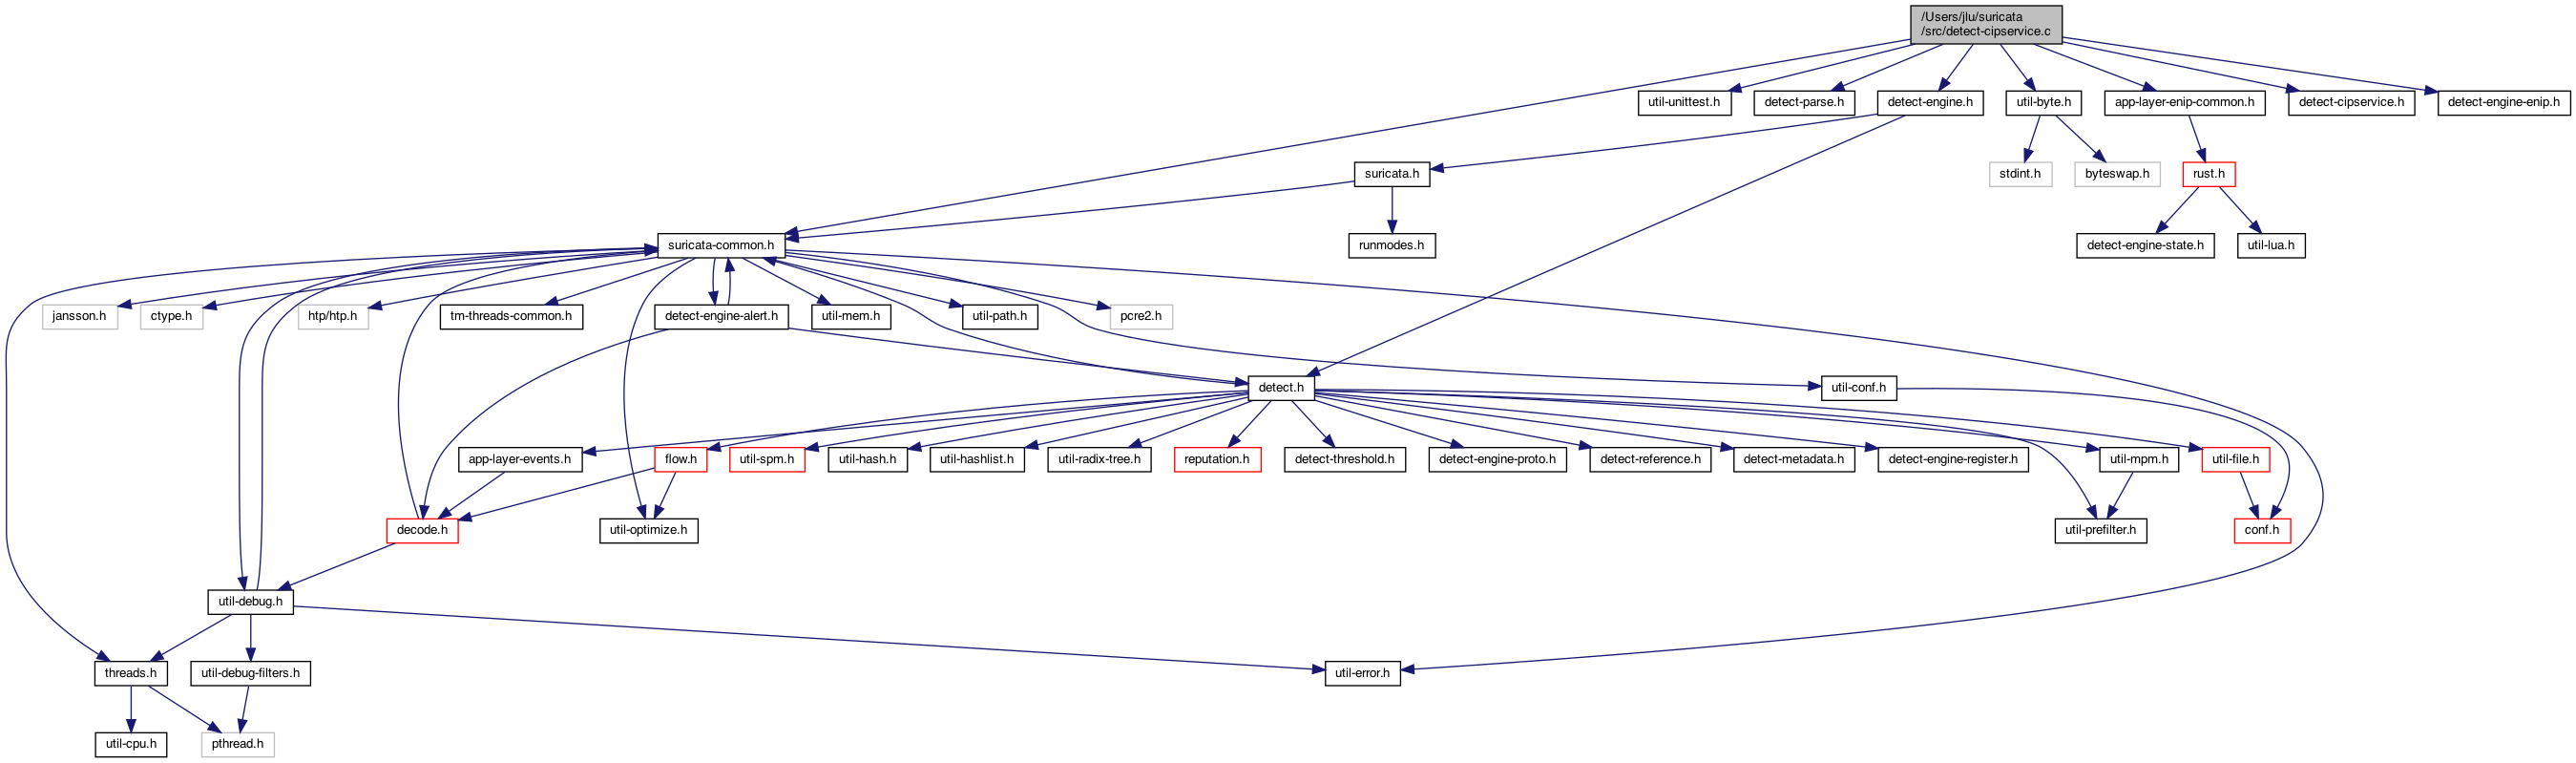 /Users/jlu/suricata
/src/detect-cipservice.c
util-unittest.h
detect-parse.h
detect-engine.h
util-byte.h
app-layer-enip-common.h
detect-cipservice.h
detect-engine-enip.h
suricata.h
stdint.h
byteswap.h
rust.h
suricata-common.h
runmodes.h
detect-engine-state.h
util-lua.h
jansson.h
ctype.h
htp/htp.h
tm-threads-common.h
detect-engine-alert.h
util-mem.h
util-path.h
pcre2.h
detect.h
util-conf.h
app-layer-events.h
flow.h
util-spm.h
util-hash.h
util-hashlist.h
util-radix-tree.h
reputation.h
detect-threshold.h
detect-engine-proto.h
detect-reference.h
detect-metadata.h
detect-engine-register.h
util-mpm.h
util-file.h
decode.h
util-optimize.h
util-prefilter.h
conf.h
util-debug.h
threads.h
util-debug-filters.h
util-error.h
util-cpu.h
pthread.h